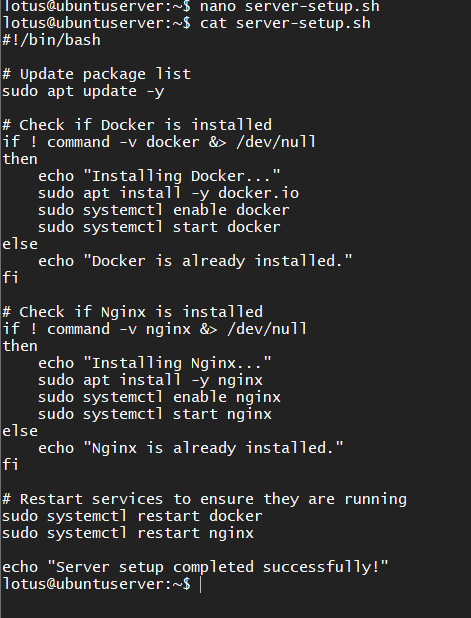 lotus@ubuntuserver:~$ nano server-setup.sh
lotus@ubuntuserver:~$ cat server-setup.sh
#!/bin/bash

# Update package list
sudo apt update -y

# Check if Docker is installed
if ! command -v docker &> /dev/null
then
    echo "Installing Docker..."
    sudo apt install -y docker.io
    sudo systemctl enable docker
    sudo systemctl start docker
else
    echo "Docker is already installed."
fi

# Check if Nginx is installed
if ! command -v nginx &> /dev/null
then
    echo "Installing Nginx..."
    sudo apt install -y nginx
    sudo systemctl enable nginx
    sudo systemctl start nginx
else
    echo "Nginx is already installed."
fi

# Restart services to ensure they are running
sudo systemctl restart docker
sudo systemctl restart nginx

echo "Server setup completed successfully!"
lotus@ubuntuserver:~$